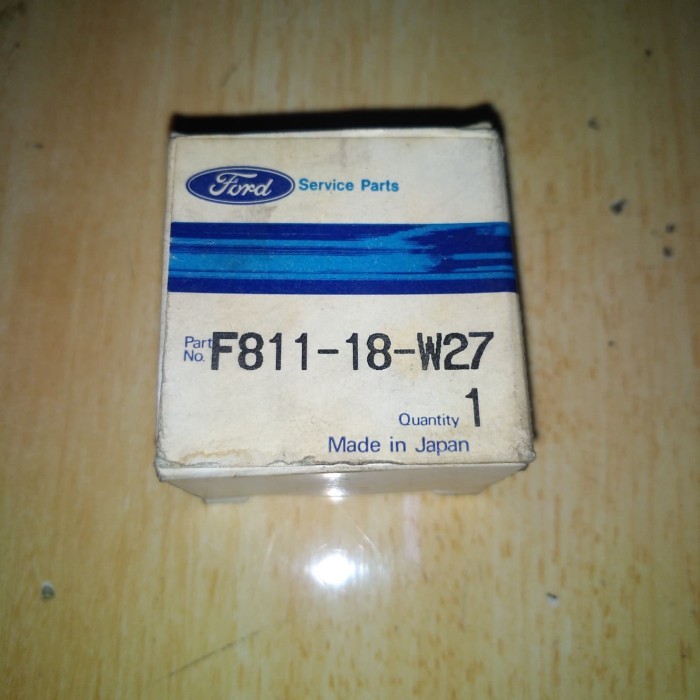 Ford Service Parts
Part No. F811-18-W27
Quantity 1
Made in Japan